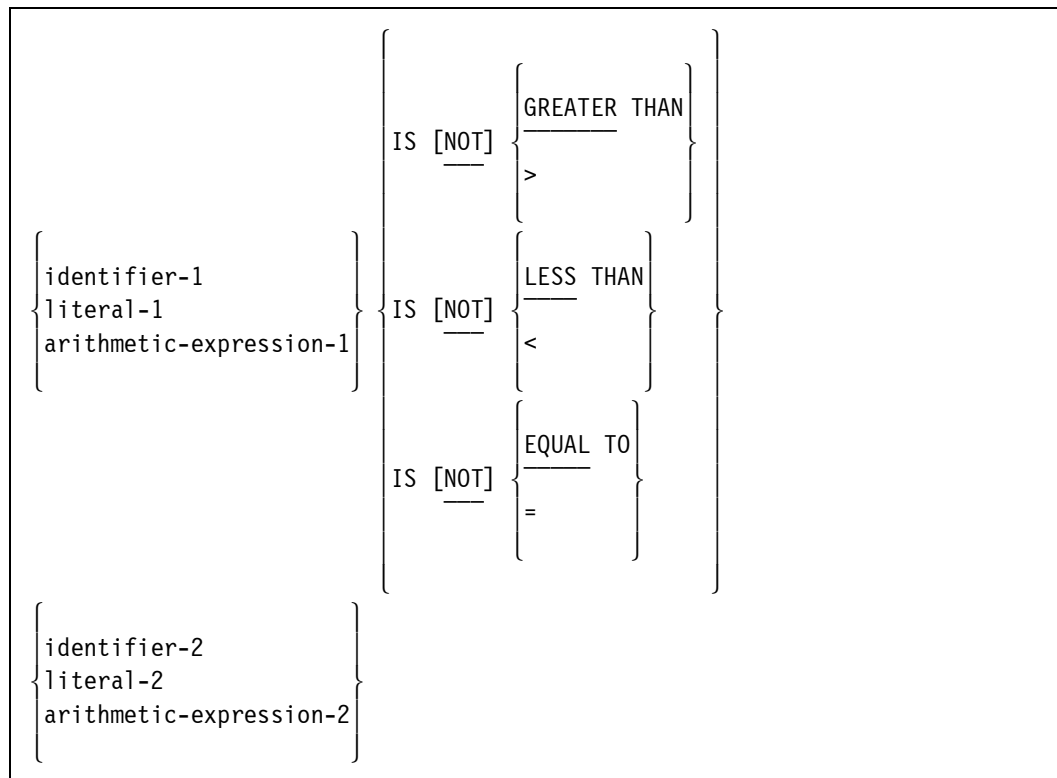 GREATER THAN
IS [NOT]
>
identifier-1
literal-1
arithmetic-expression-1
LESS THAN
IS [NOT]
<
EQUAL TO
IS [NOT]
=
identifier-2
literal-2
arithmetic-expression-2